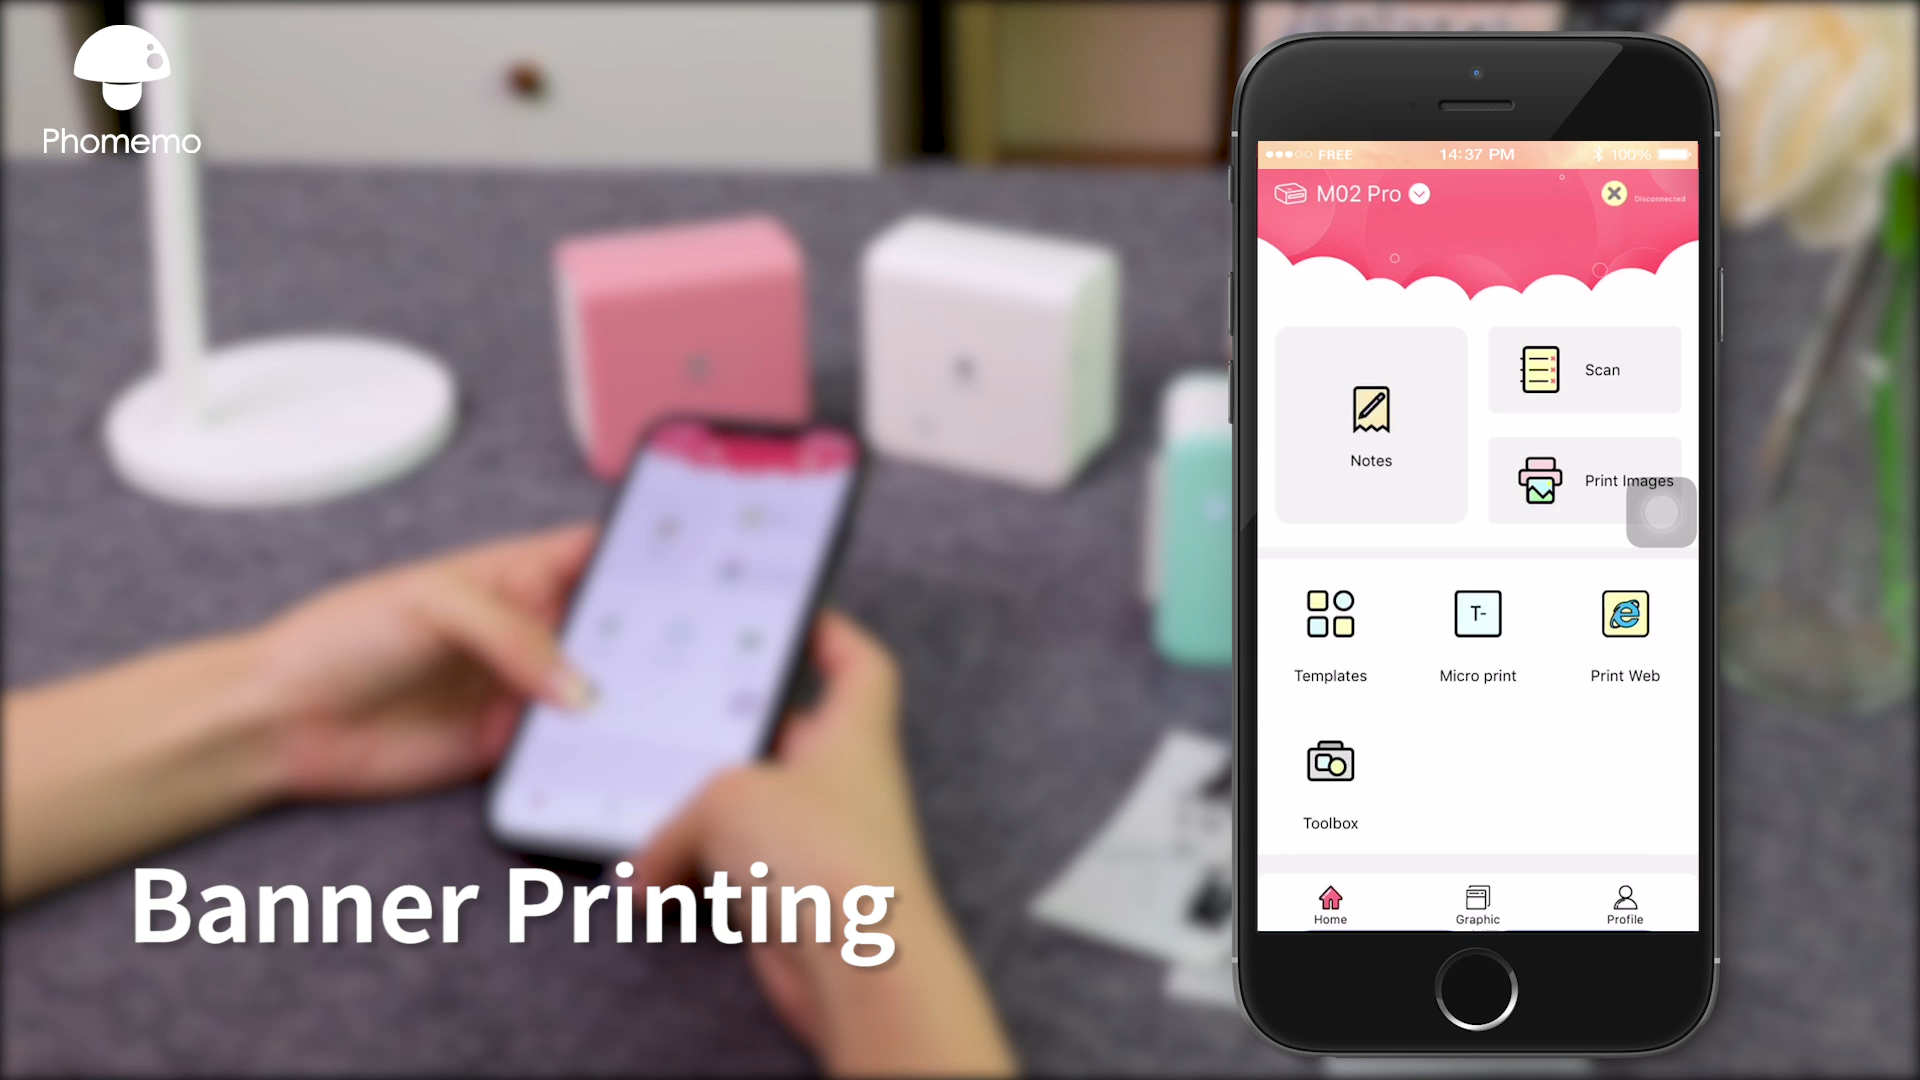 Phomemo
FREE
14:37 PM
100%
M02 Pro
Disconnected
Notes
Scan
Print Images
Templates
T-
Micro print
Print Web
Toolbox
Home
Graphic
Profile
Banner Printing